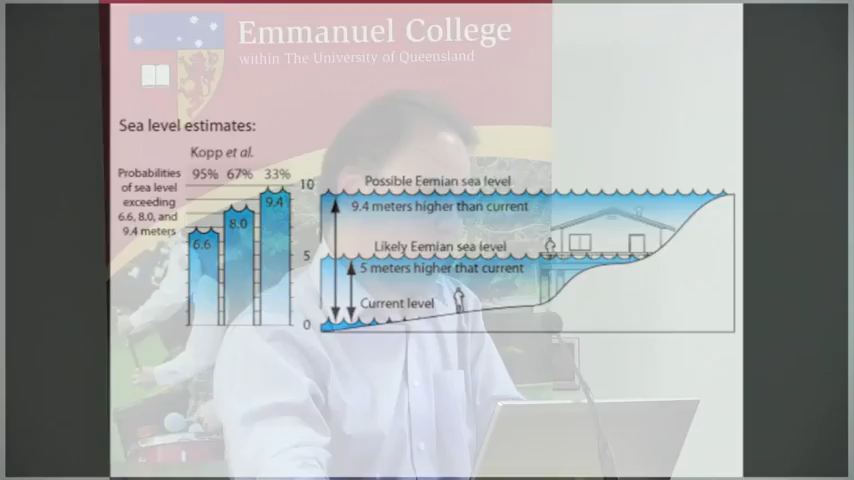 Emmanuel College
within The University of Queensland
Sea level estimates:
Kopp et al.
Probabilities
of sea level
exceeding
6.6, 8.0, and
9.4 meters
95% 67% 33%
6.6
8.0
9.4
10
5
0
Possible Eemian sea level
9.4 meters higher than current
Likely Eemian sea level
5 meters higher that current
Current level